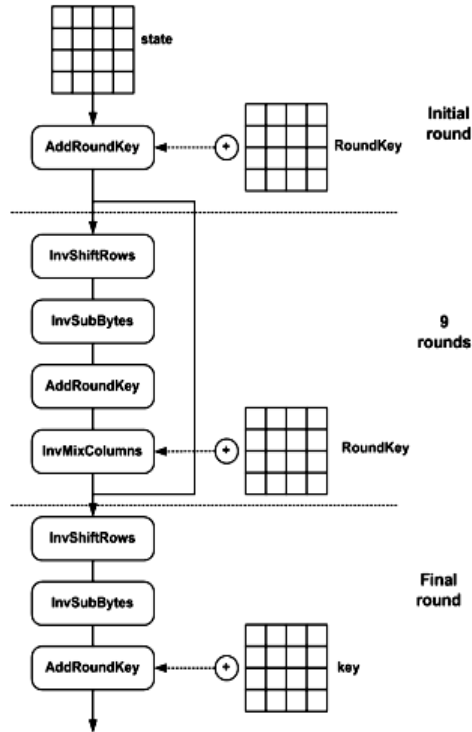 state
AddRoundKey
+
RoundKey
Initial
round
InvShiftRows
InvSubBytes
9
rounds
AddRoundKey
InvMixColumns
+
RoundKey
InvShiftRows
InvSubBytes
Final
round
AddRoundKey
+
key